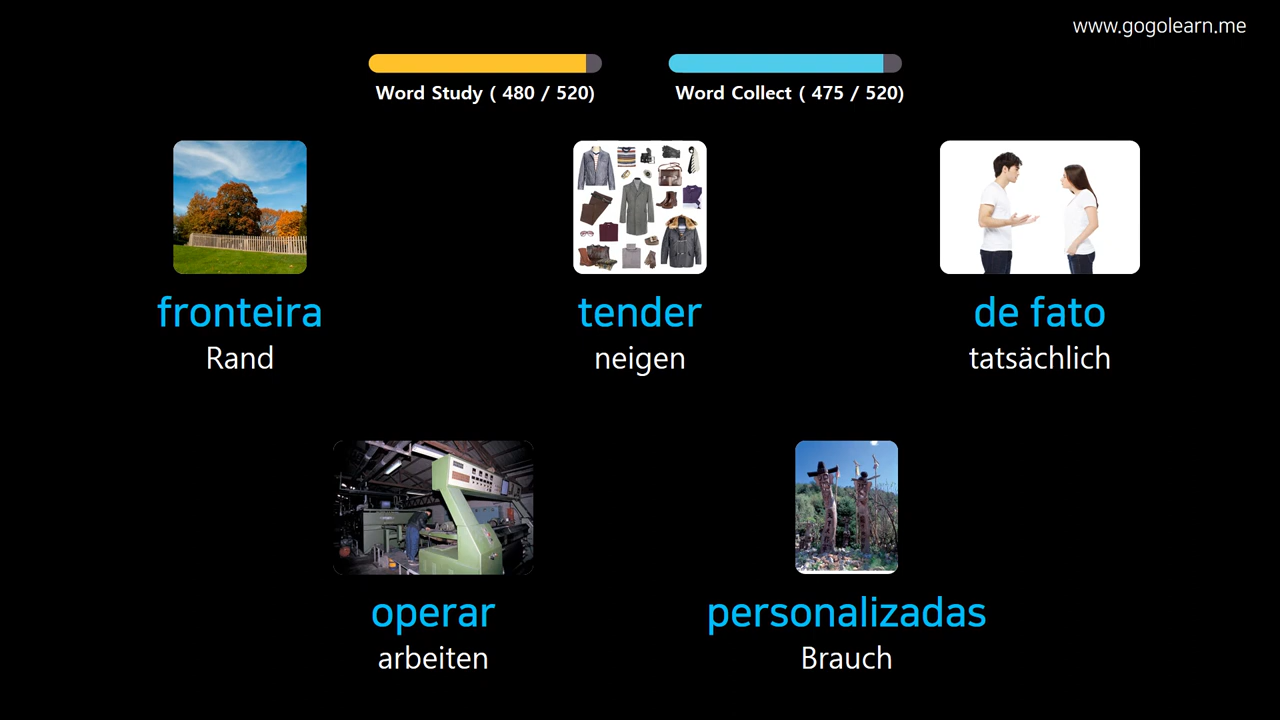 www.gogolearn.me
Word Study ( 480 / 520)
Word Collect ( 475 / 520)
fronteira
Rand
tender
neigen
de fato
tatsächlich
operar
arbeiten
personalizadas
Brauch